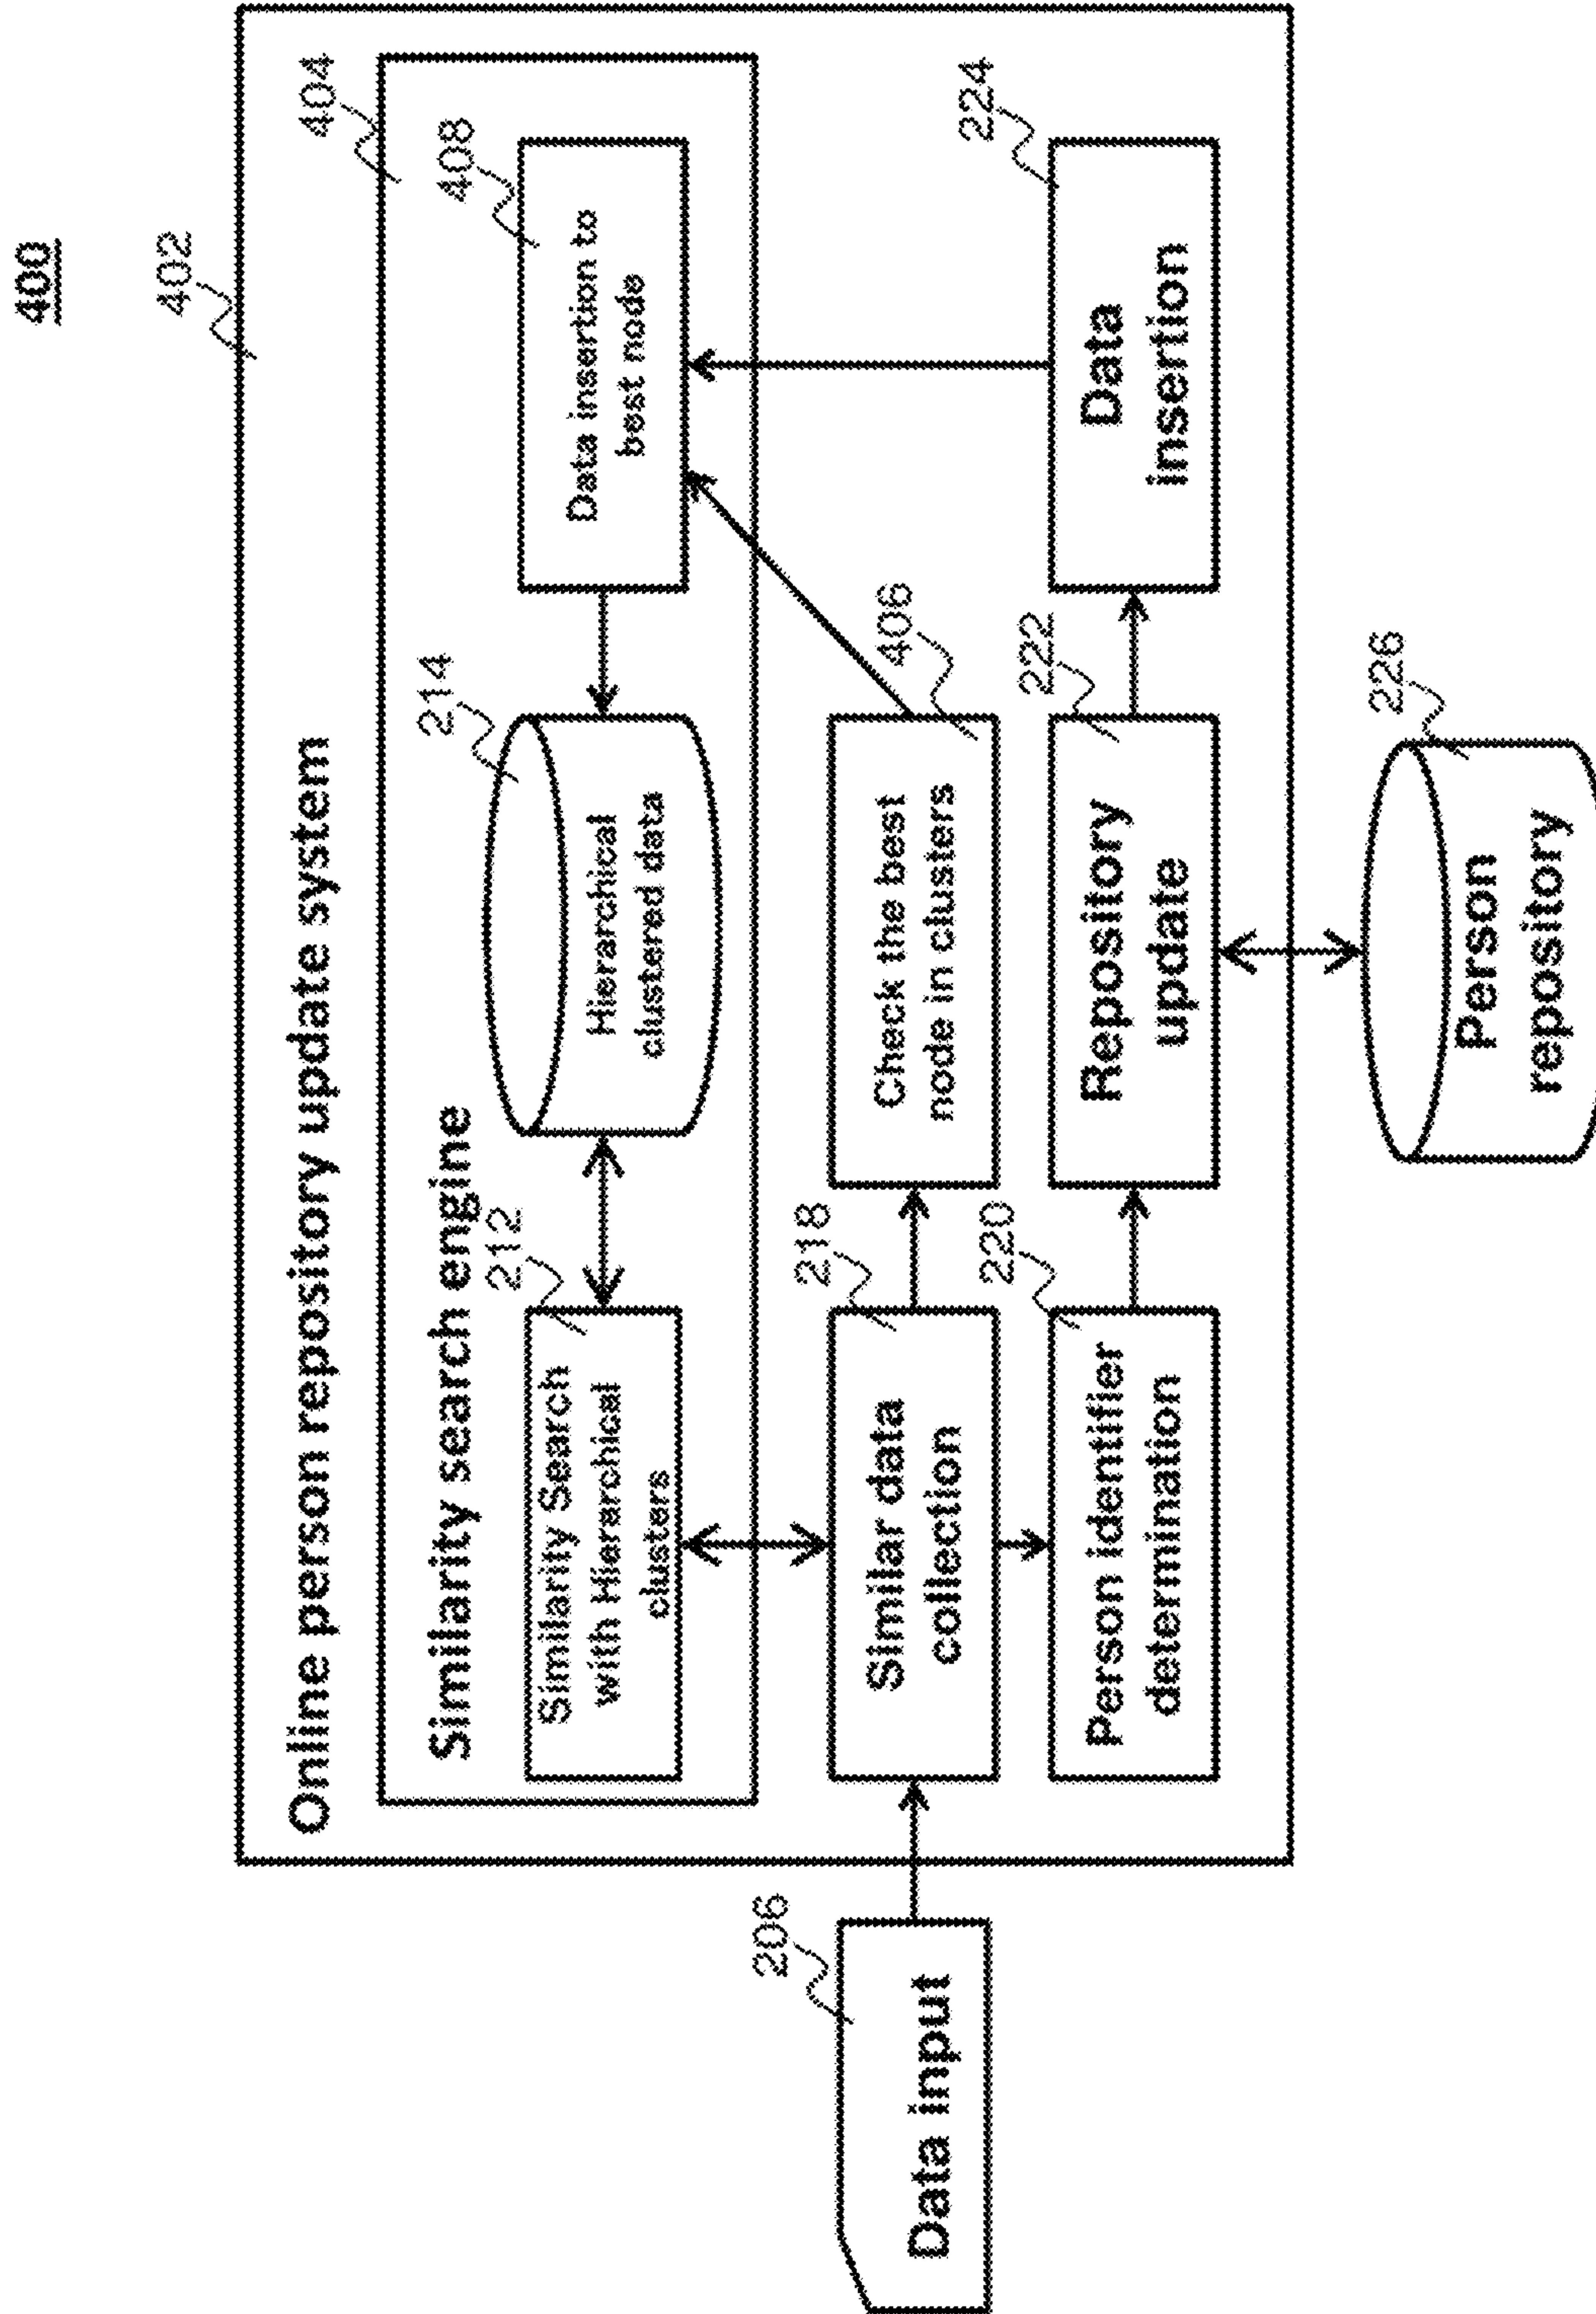 400
402
Online person repository update system
404
Similarity search engine
212
Similarity Search
with Hierarchical
clusters
214
Hierarchical
clustered data
408
Data insertion to
best node
206
Data input
218
Similar data
collection
406
Check the best
node in clusters
220
Person identifier
determination
222
Repository
update
224
Data
insertion
226
Person
repository